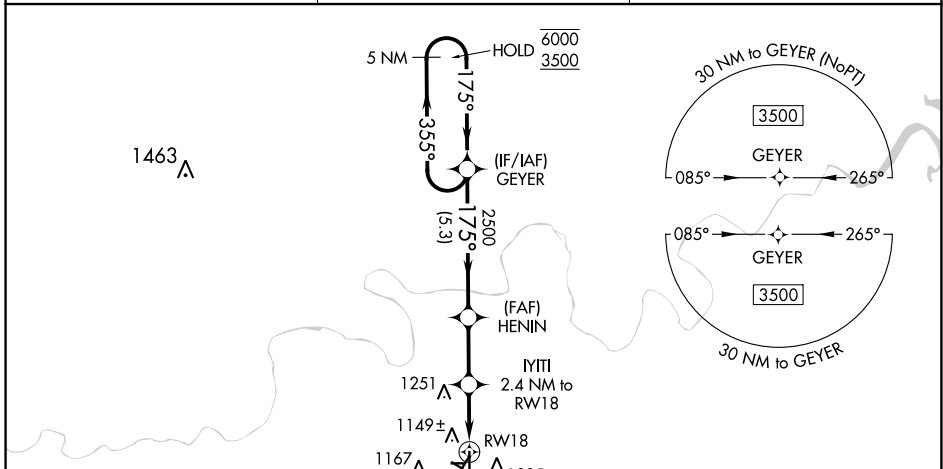 HOLD 6000
3500
5 NM
175°
355°
(IF/IAF)
GEYER
2500
175°
(5.3)
(FAF)
HENIN
IYITI
2.4 NM to
RW18
RW18
1463
1251
1149±
1167
30 NM to GEYER (NoPT)
3500
GEYER
085°
265°
085°
265°
GEYER
3500
30 NM to GEYER